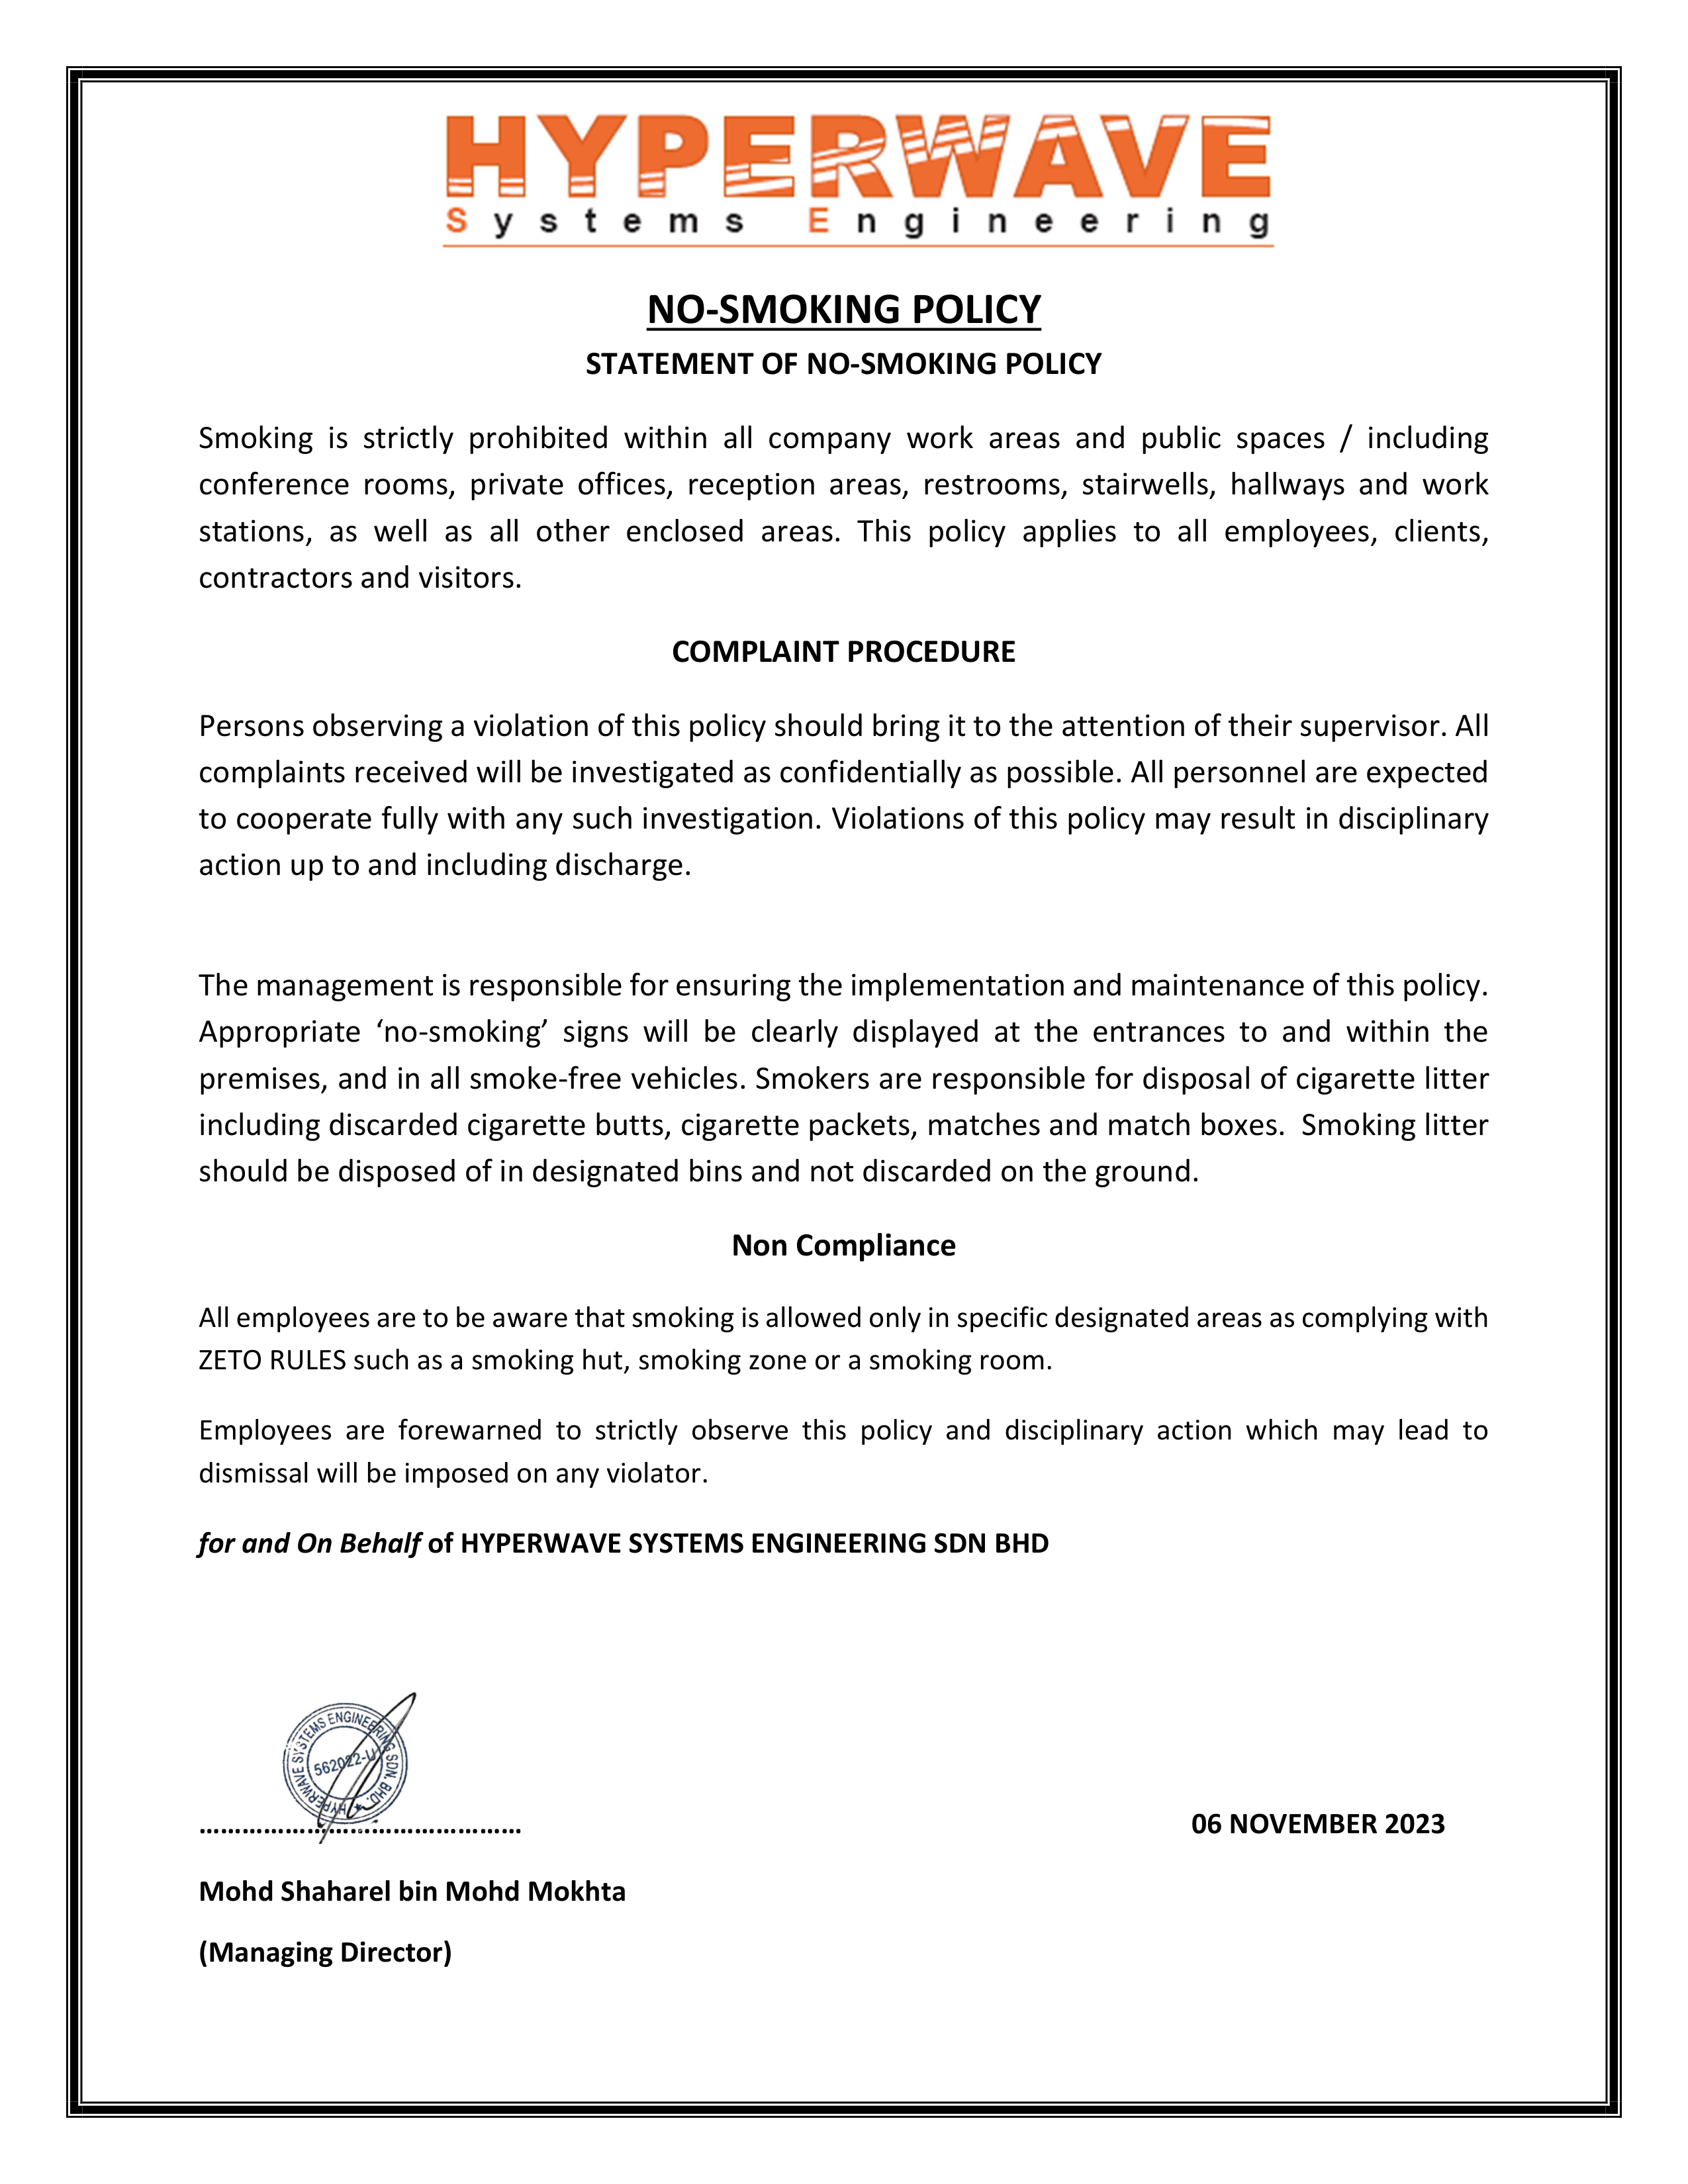 HYPERWAVE
Systems Engineering
NO-SMOKING POLICY
STATEMENT OF NO-SMOKING POLICY
Smoking is strictly prohibited within all company work areas and public spaces / including
conference rooms, private offices, reception areas, restrooms, stairwells, hallways and work
stations, as well as all other enclosed areas. This policy applies to all employees, clients,
contractors and visitors.
COMPLAINT PROCEDURE
Persons observing a violation of this policy should bring it to the attention of their supervisor. All
complaints received will be investigated as confidentially as possible. All personnel are expected
to cooperate fully with any such investigation. Violations of this policy may result in disciplinary
action up to and including discharge.
The management is responsible for ensuring the implementation and maintenance of this policy.
Appropriate ‘no-smoking’ signs will be clearly displayed at the entrances to and within the
premises, and in all smoke-free vehicles. Smokers are responsible for disposal of cigarette litter
including discarded cigarette butts, cigarette packets, matches and match boxes.  Smoking litter
should be disposed of in designated bins and not discarded on the ground.
Non Compliance
All employees are to be aware that smoking is allowed only in specific designated areas as complying with
ZETO RULES such as a smoking hut, smoking zone or a smoking room.
Employees are forewarned to strictly observe this policy and disciplinary action which may lead to
dismissal will be imposed on any violator.
for and On Behalf of HYPERWAVE SYSTEMS ENGINEERING SDN BHD
HYPERWAVE SYSTEMS ENGINEERING SDN. BHD.
562022-U
06 NOVEMBER 2023
Mohd Shaharel bin Mohd Mokhta
(Managing Director)